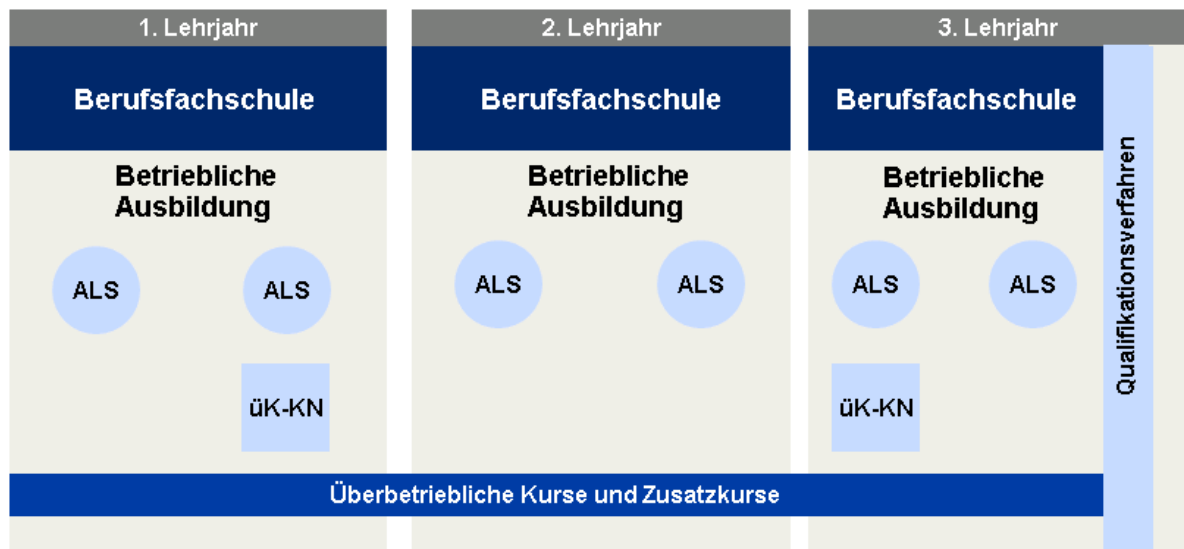 1. Lehrjahr
2. Lehrjahr
3. Lehrjahr
Berufsfachschule
Berufsfachschule
Berufsfachschule
Betriebliche
Ausbildung
Betriebliche
Ausbildung
Betriebliche
Ausbildung
ALS
ALS
ALS
ALS
ALS
ALS
üK-KN
üK-KN
Überbetriebliche Kurse und Zusatzkurse
Qualifikationsverfahren